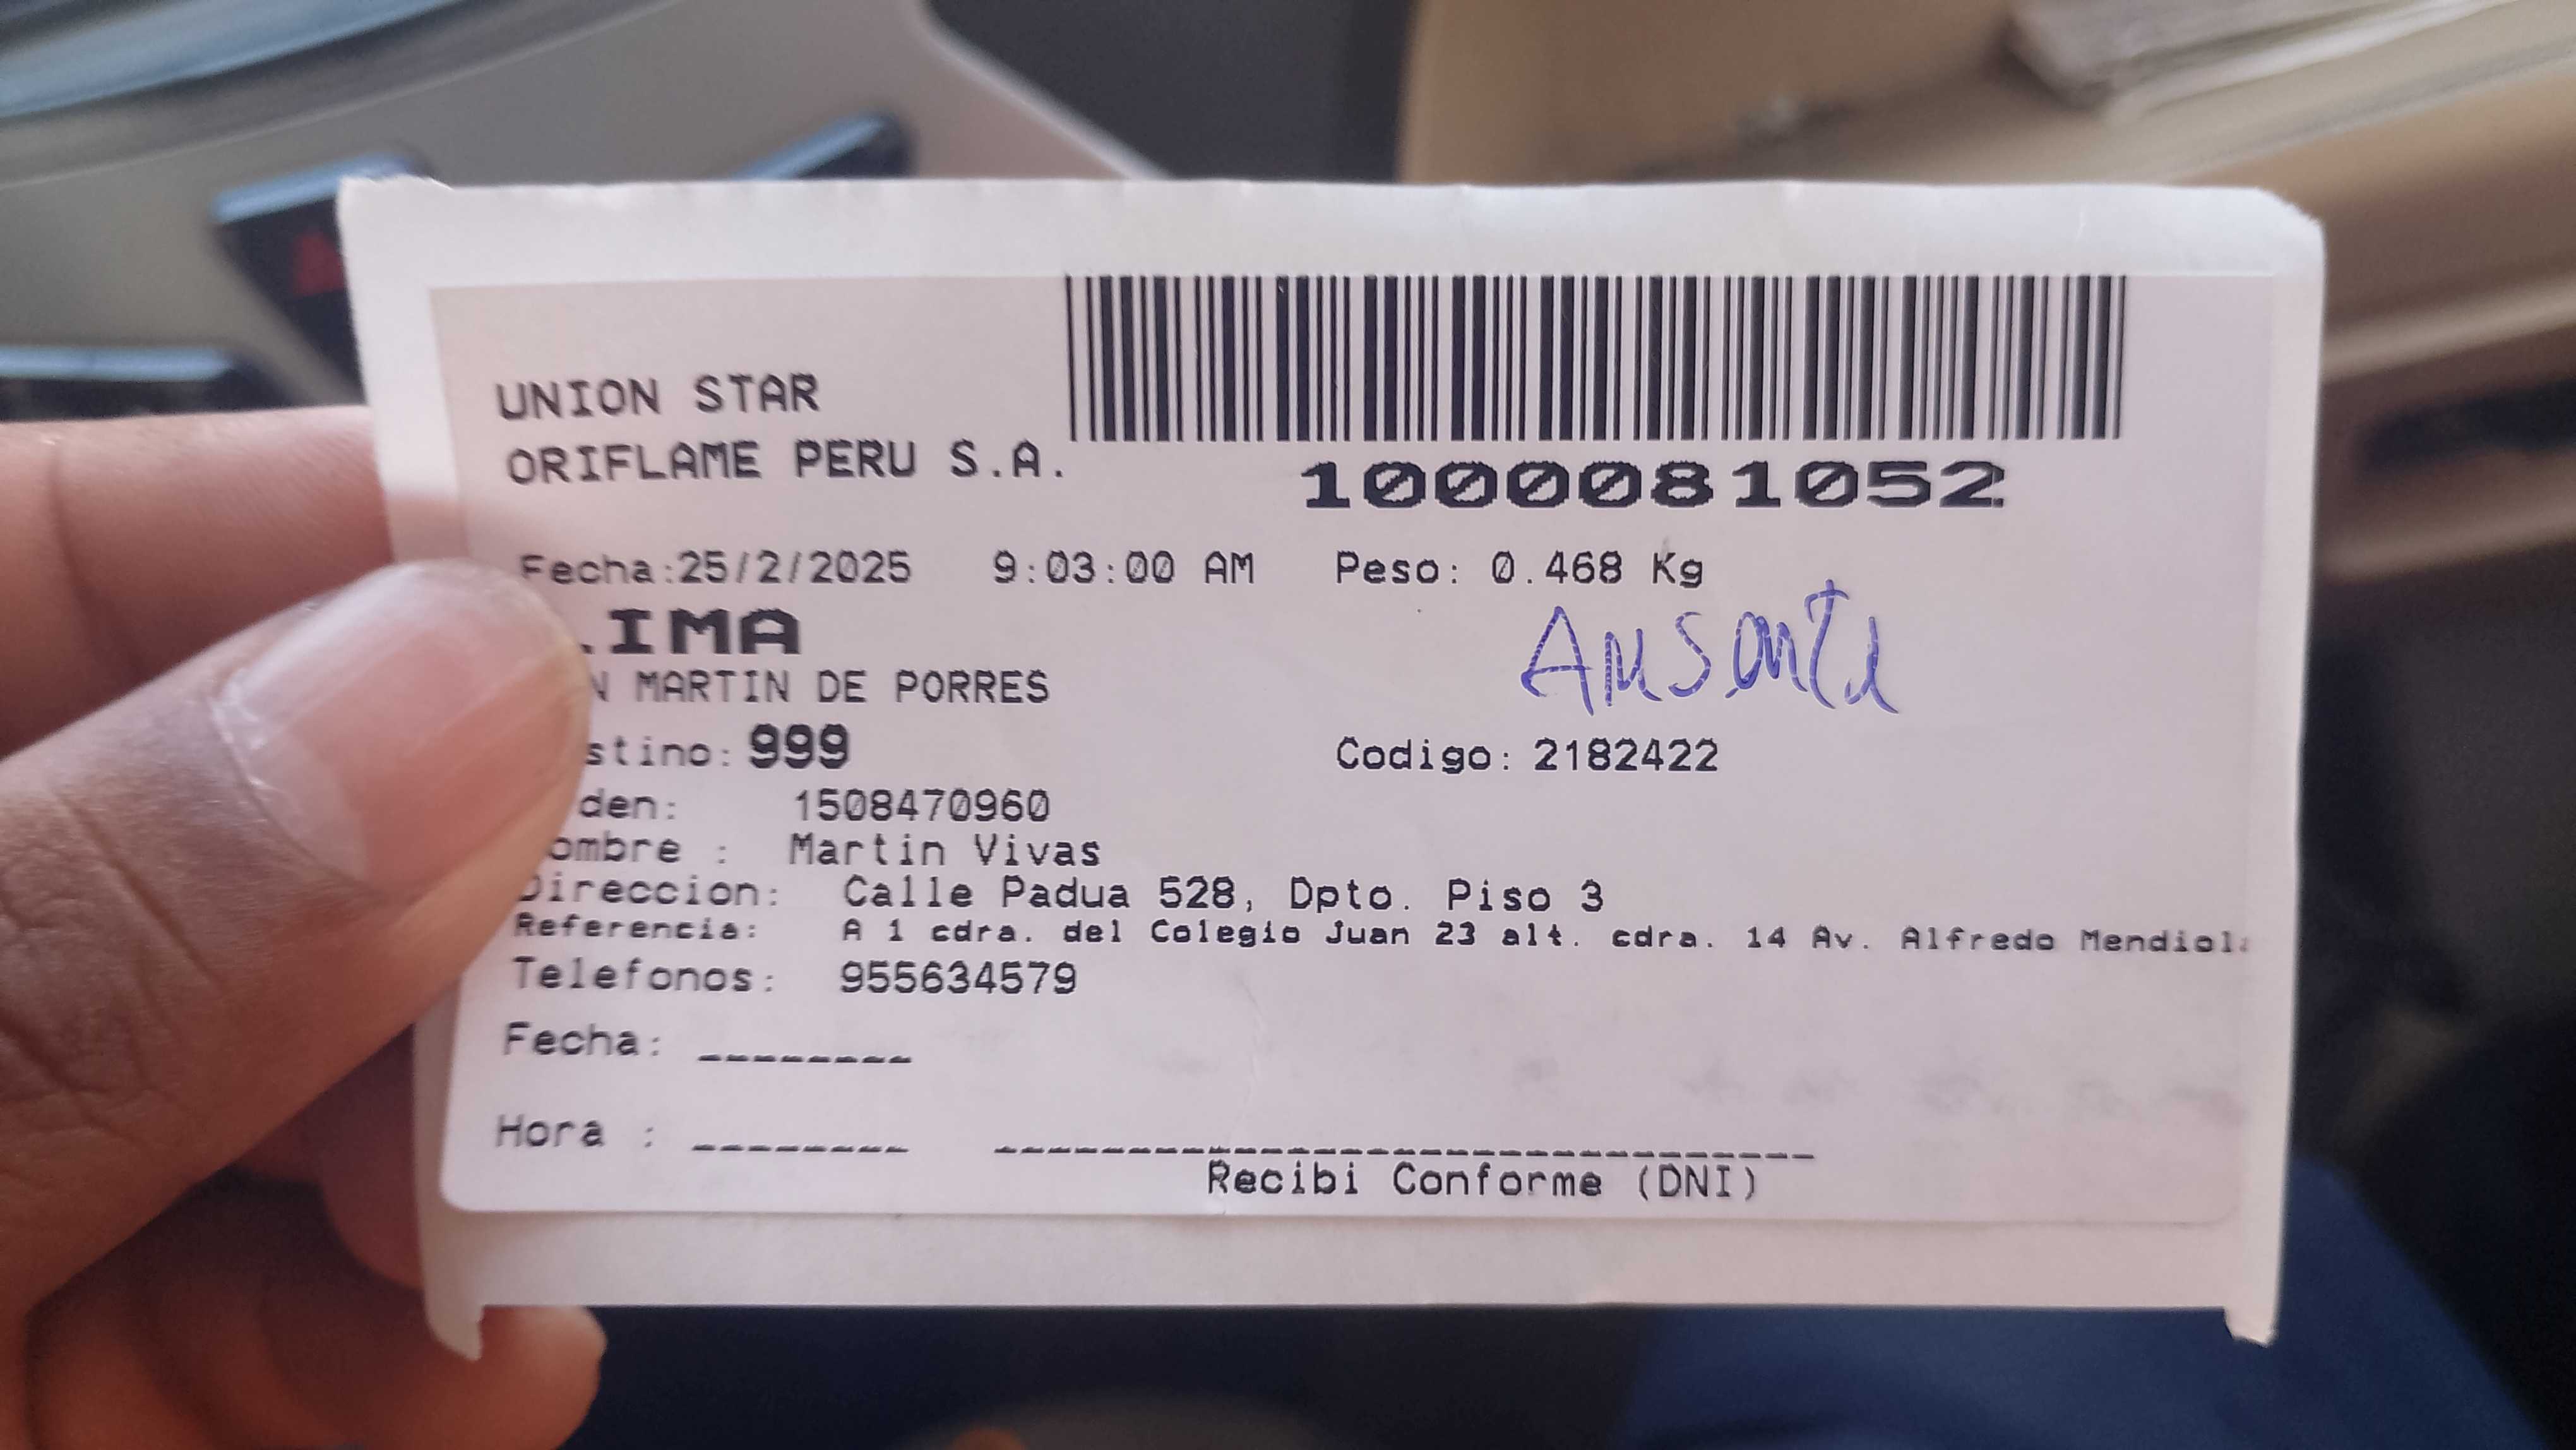 UNION STAR
ORIFLAME PERU S.A.
1000081052
Fecha:25/2/2025 9:03:00 AM Peso: 0.468 Kg
LIMA
N MARTIN DE PORRES
stino: 999 Codigo: 2182422
den: 1508470960
ombre : Martin Vivas
Direccion: Calle Padua 528, Dpto. Piso 3
Referencia: A 1 cdra. del Colegio Juan 23 alt. cdra. 14 Av. Alfredo Mendiola
Telefonos: 955634579
Fecha: ________
Hora : ________
Recibi Conforme (DNI)